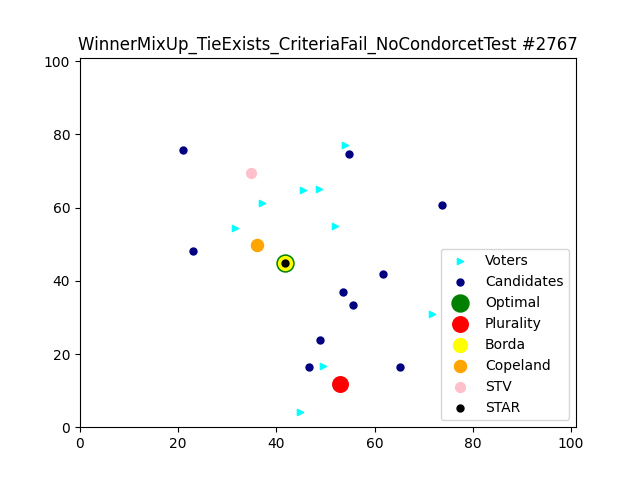 WinnerMixUp_TieExists_CriteriaFail_NoCondorcetTest #2767
100
80
60
40
20
0
0 20 40 60 80 100
Voters
Candidates
Optimal
Plurality
Borda
Copeland
STV
STAR